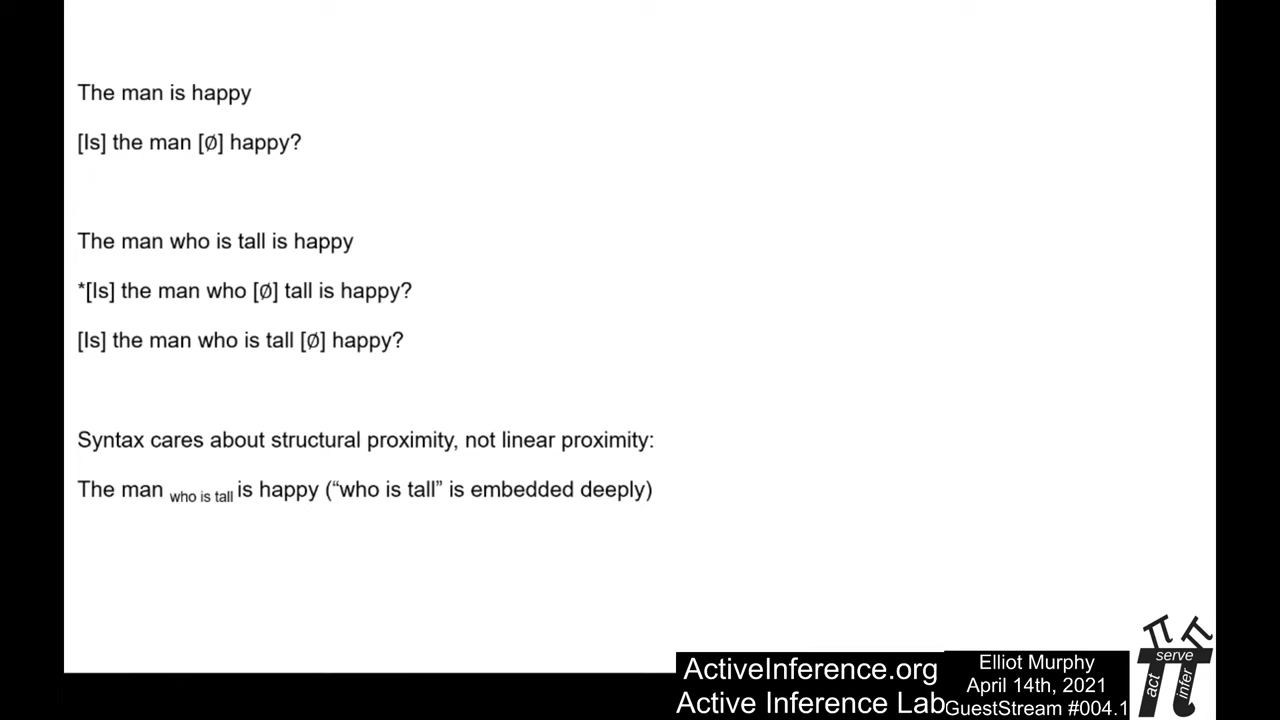 The man is happy
[Is] the man [∅] happy?
The man who is tall is happy
*[Is] the man who [∅] tall is happy?
[Is] the man who is tall [∅] happy?
Syntax cares about structural proximity, not linear proximity:
The man who is tall is happy (“who is tall” is embedded deeply)
ActiveInference.org
Active Inference Lab
Elliot Murphy
April 14th, 2021
GuestStream #004.1
π π
serve
act
infer